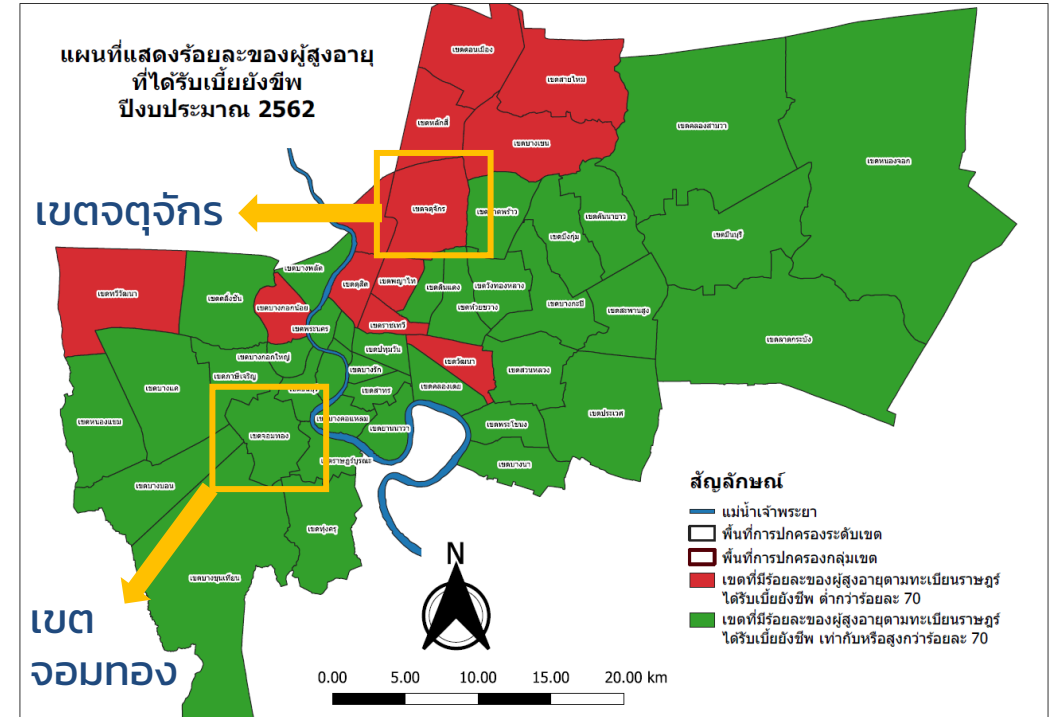 แผนที่แสดงร้อยละของผู้สูงอายุ
ที่ได้รับเบี้ยยังชีพ
ปีงบประมาณ 2562
เขตดอนเมือง
เขตสายไหม
เขตหลักสี่
เขตบางเขน
เขตคลองสามวา
เขตหนองจอก
เขตจตุจักร
เขตจตุจักร
เขตคันนายาว
เขตบึงกุ่ม
เขตมีนบุรี
เขตบางพลัด
เขตทวีวัฒนา
เขตตลิ่งชัน
เขตบางกอกน้อย
เขตดุสิต
เขตพญาไท
เขตดินแดง
เขตวังทองหลาง
เขตห้วยขวาง
เขตบางกะปิ
เขตสะพานสูง
เขตพระนคร
เขตราชเทวี
เขตลาดกระบัง
เขตปทุมวัน
เขตบางกอกใหญ่
เขตวัฒนา
เขตบางรัก
เขตสวนหลวง
เขตภาษีเจริญ
เขตบางแค
เขตสาทร
เขตคลองเตย
เขตหนองแขม
เขตบางคอแหลม
เขตยานนาวา
เขตพระโขนง
เขตประเวศ
เขตจอมทอง
เขตราษฎร์บูรณะ
เขตบางนา
เขตบางบอน
เขตทุ่งครุ
เขตบางขุนเทียน
เขต
จอมทอง
N
0.00 5.00 10.00 15.00 20.00 km
สัญลักษณ์
แม่น้ำเจ้าพระยา
พื้นที่การปกครองระดับเขต
พื้นที่การปกครองกลุ่มเขต
เขตที่มีร้อยละของผู้สูงอายุตามทะเบียนราษฎร์
ได้รับเบี้ยยังชีพ ต่ำกว่าร้อยละ 70
เขตที่มีร้อยละของผู้สูงอายุตามทะเบียนราษฎร์
ได้รับเบี้ยยังชีพ เท่ากับหรือสูงกว่าร้อยละ 70